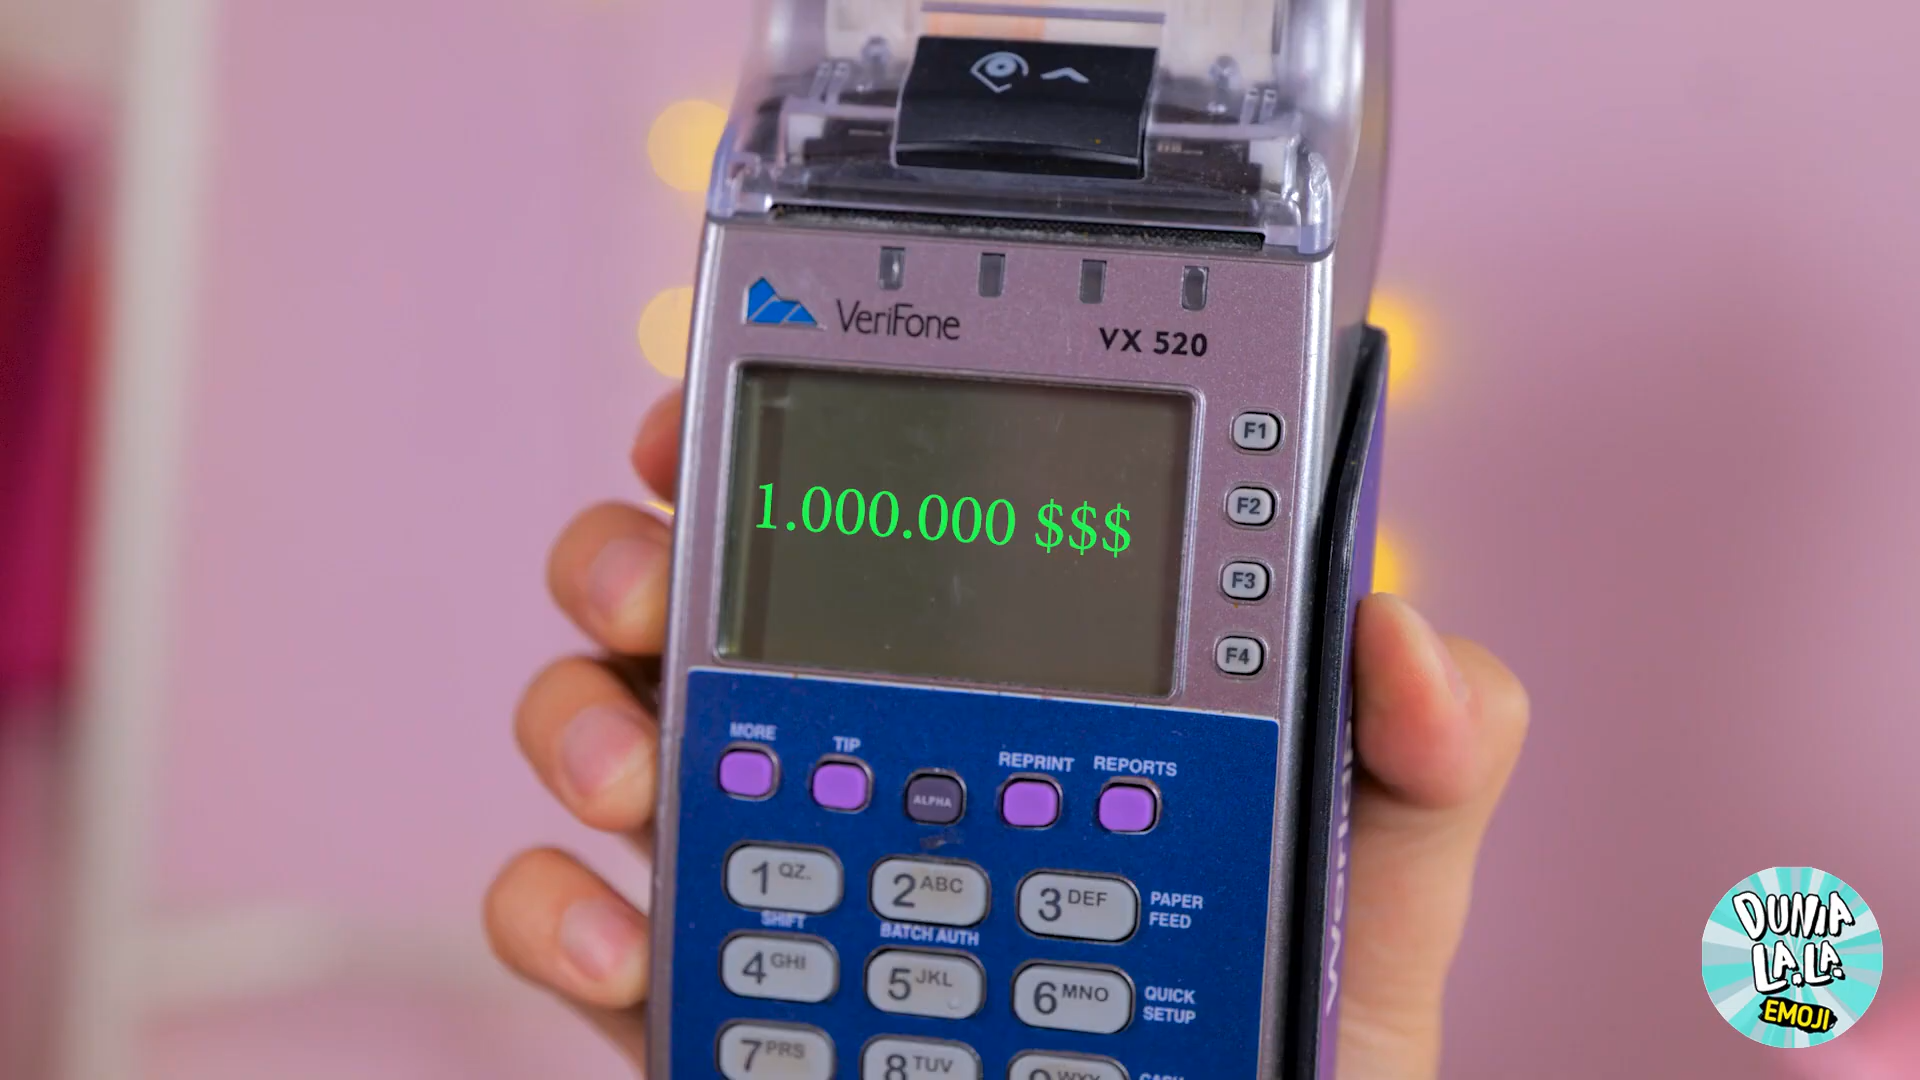 VeriFone
VX 520
F1
1.000.000 $$$
F2
F3
F4
MORE
TIP
ALPHA
REPRINT
REPORTS
1 QZ.
2 ABC
3 DEF
PAPER
FEED
SHIFT
BATCH AUTH
4 GHI
5 JKL
6 MNO
QUICK
SETUP
7 PRS
8 TUV
9 WXY
DUNIA
LA.LA.
EMOJI